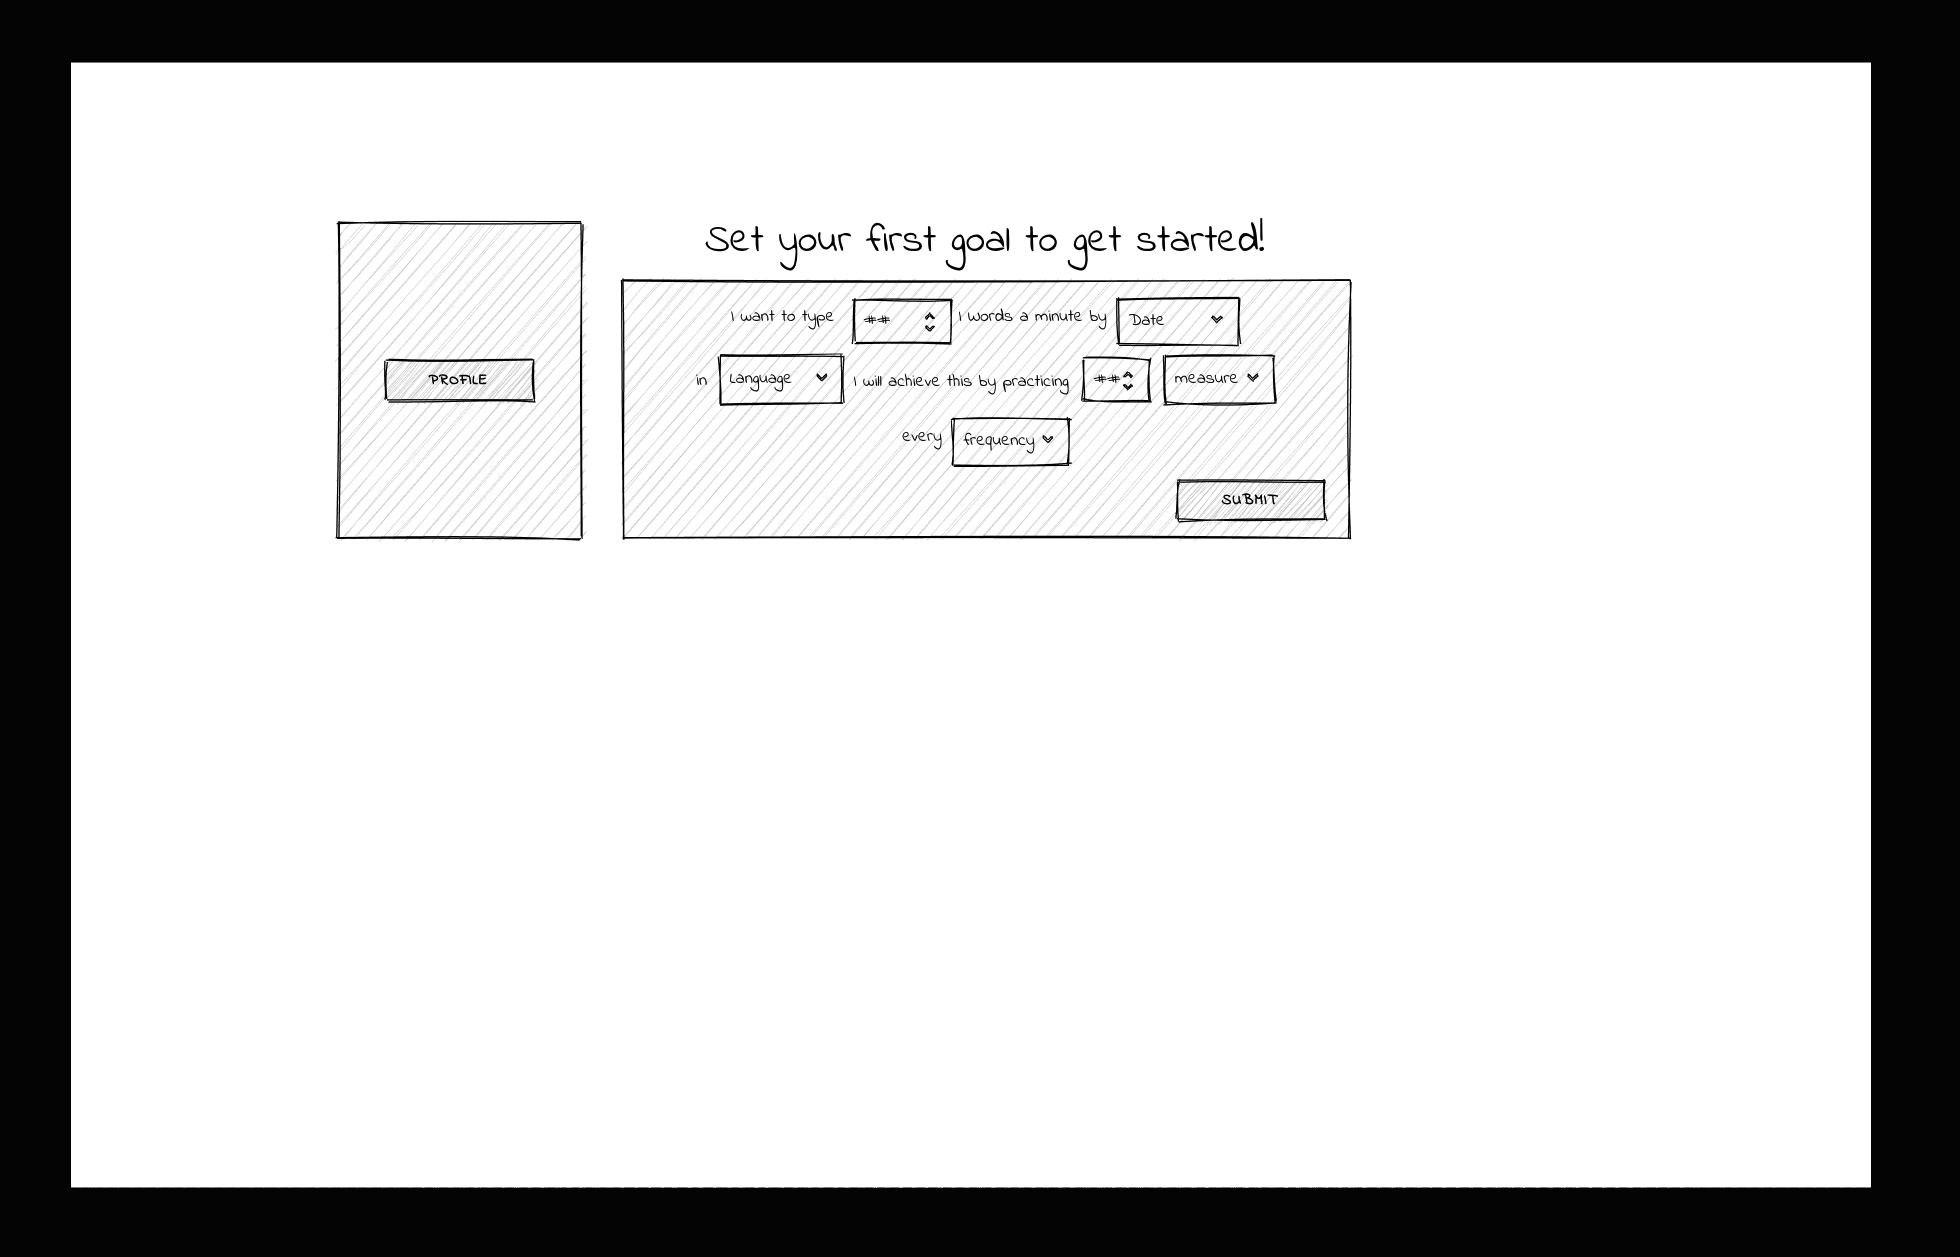 Set your first goal to get started!
I want to type ## I words a minute by Date
PROFILE
in Language I will achieve this by practicing ## measure
every frequency
SUBMIT